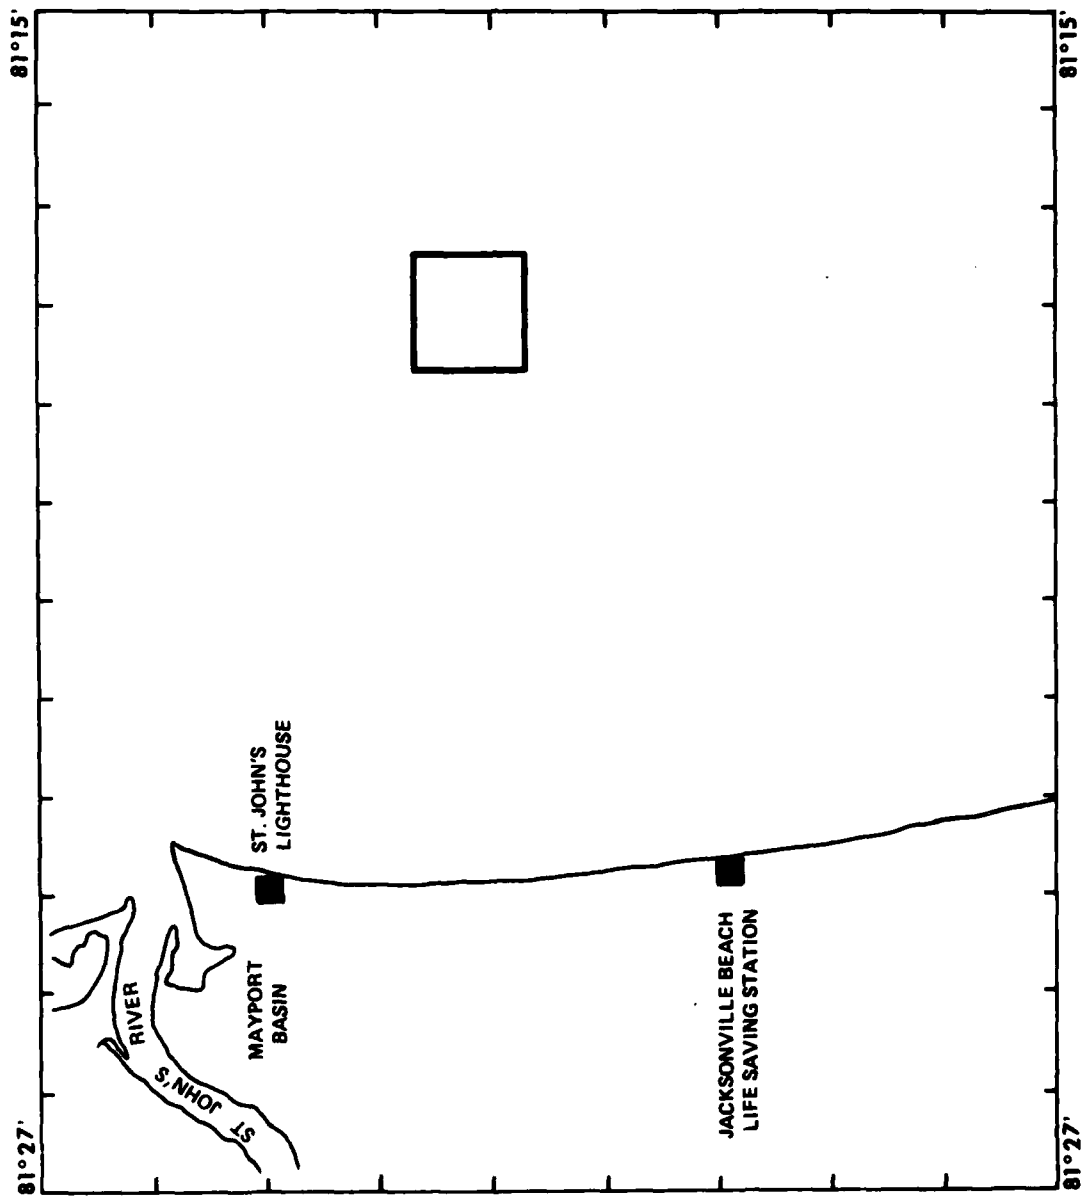 81°27'
81°15'
ST JOHN'S RIVER
MAYPORT
BASIN
ST. JOHN'S
LIGHTHOUSE
JACKSONVILLE BEACH
LIFE SAVING STATION
81°27'
81°15'